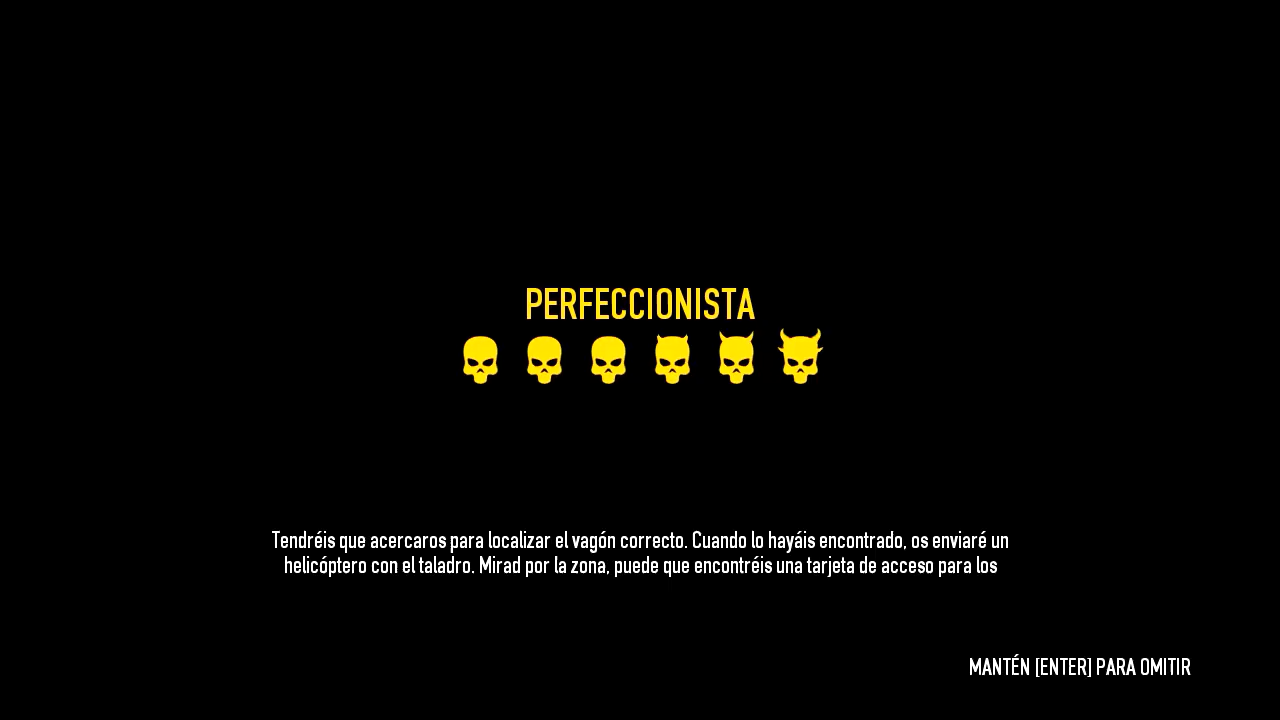 PERFECCIONISTA
Tendréis que acercaros para localizar el vagón correcto. Cuando lo hayáis encontrado, os enviaré un
helicóptero con el taladro. Mirad por la zona, puede que encontréis una tarjeta de acceso para los
MANTÉN [ENTER] PARA OMITIR